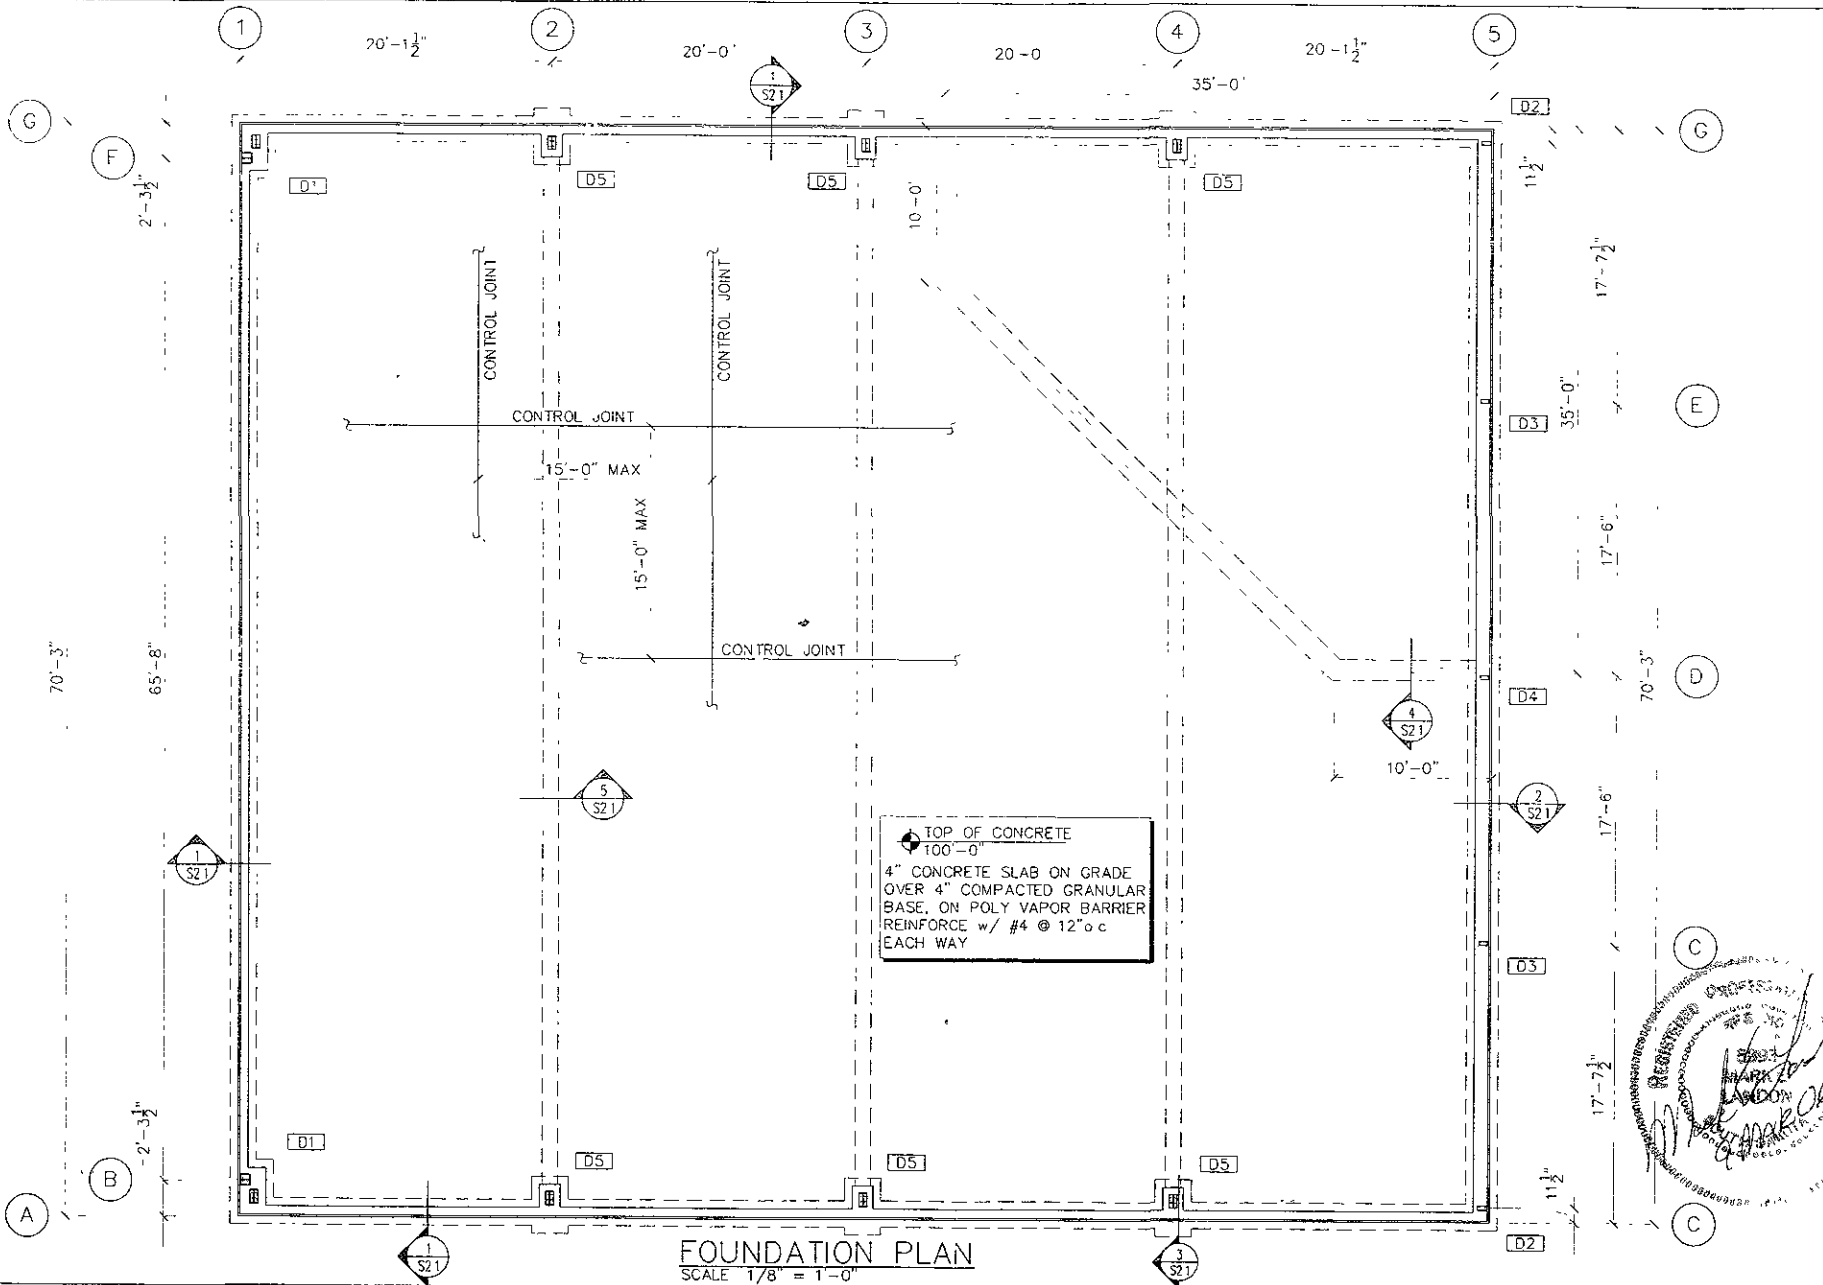 1
2
3
4
5
20'-1½"
20'-0'
20-0
20-1½"
35'-0'
1
S21
D2
G
F
G
2'-3½"
D5
D5
D5
11½"
10'-0'
17'-7½"
CONTROL JOINT
CONTROL JOINT
CONTROL JOINT
35'-0"
E
D3
15'-0" MAX
15'-0" MAX
17'-6"
CONTROL JOINT
70'-3"
65'-8"
70'-3"
D
D4
4
S21
10'-0"
5
S21
2
S21
17'-6"
1
S21
TOP OF CONCRETE
100'-0"
4" CONCRETE SLAB ON GRADE
OVER 4" COMPACTED GRANULAR
BASE, ON POLY VAPOR BARRIER
REINFORCE w/ #4 @ 12"o c
EACH WAY
C
D3
REGISTERED
MARK
LANDON
17'-7½"
2'-3½"
D1
D5
D5
D5
B
A
11½"
C
D2
1
S21
3
S21
FOUNDATION PLAN
SCALE 1/8" = 1'-0"